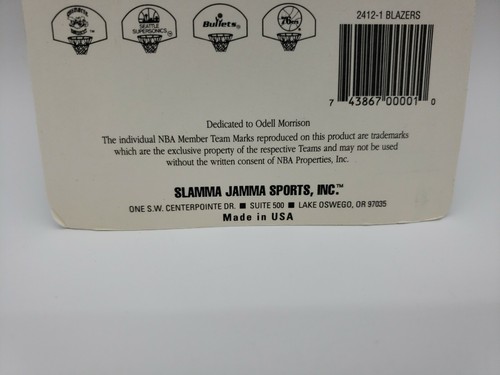 SEATTLE
SUPERSONICS
Bullets
76ers
2412-1 BLAZERS
7 43867 00001 0
Dedicated to Odell Morrison
The individual NBA Member Team Marks reproduced on this product are trademarks
which are the exclusive property of the respective Teams and may not be used
without the written consent of NBA Properties, Inc.
SLAMMA JAMMA SPORTS, INC.™
ONE S.W. CENTERPOINTE DR. ■ SUITE 500 ■ LAKE OSWEGO, OR 97035
Made in USA